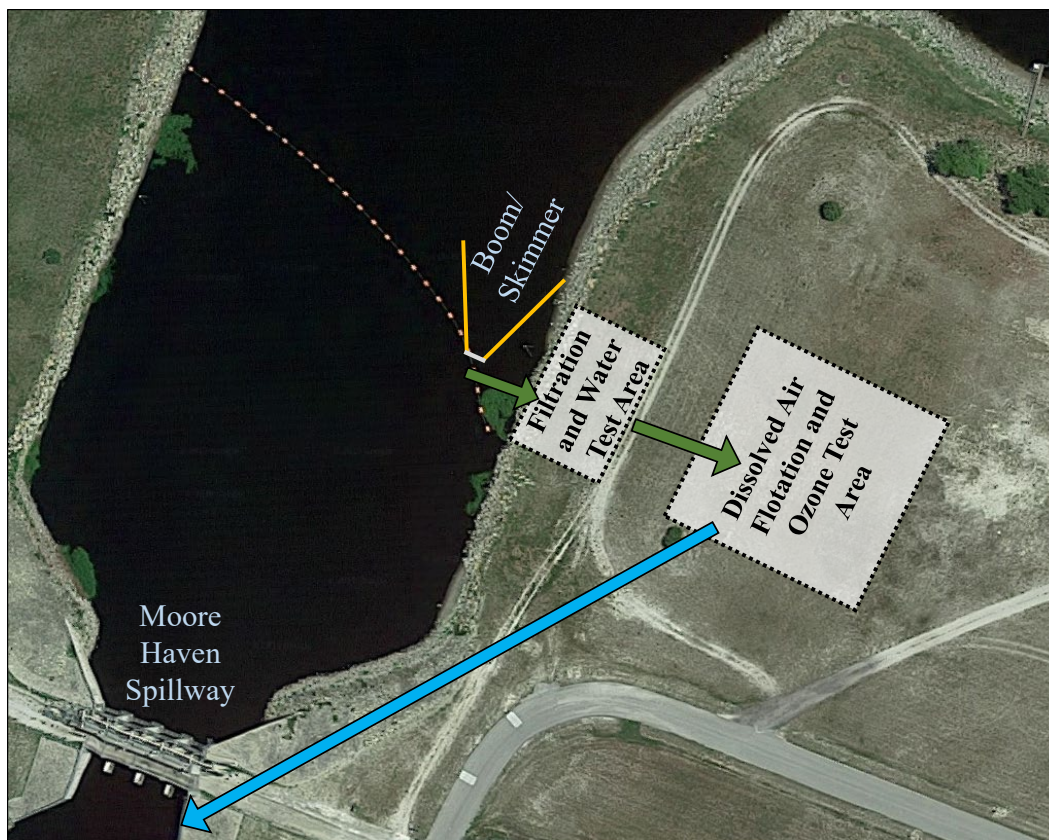 Boom/
Skimmer
Filtration
and Water
Test Area
Dissolved Air
Flotation and
Ozone Test
Area
Moore
Haven
Spillway